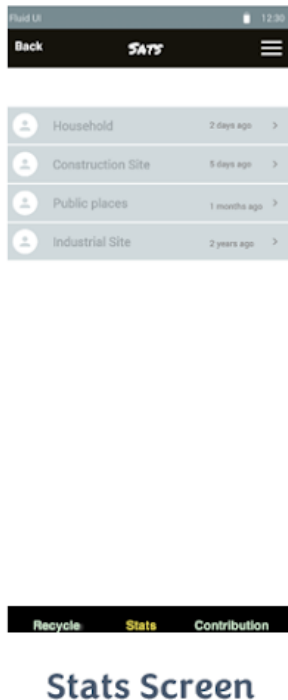 Fluid UI 12:30
Back SATS
Household 2 days ago >
Construction Site 5 days ago >
Public places 1 months ago >
Industrial Site 2 years ago >
Recycle Stats Contribution
Stats Screen